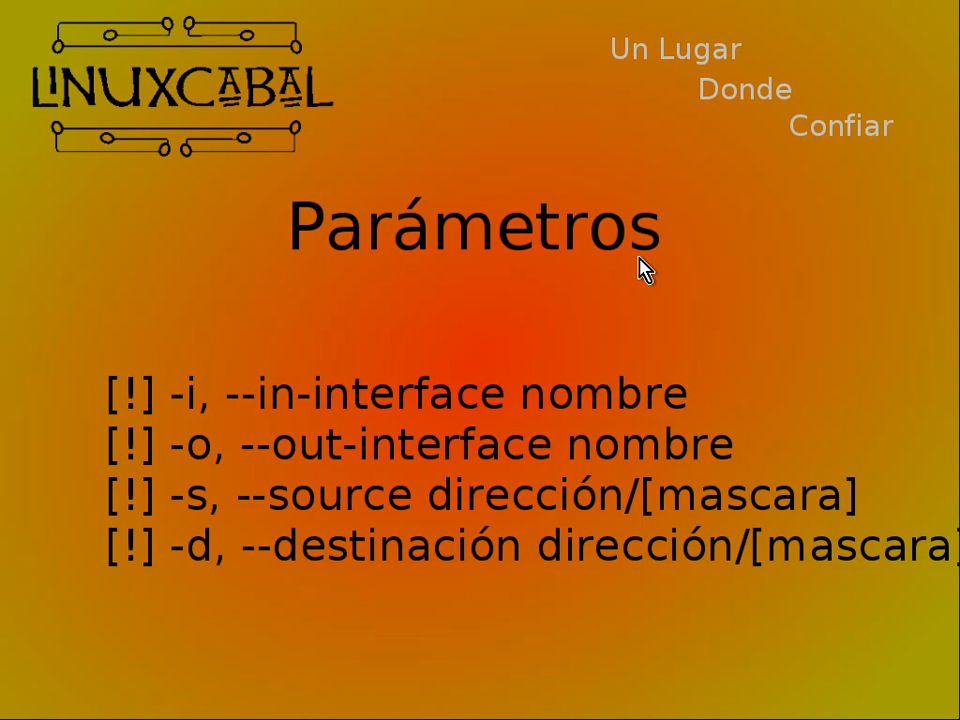 LINUXCABAL
Un Lugar
Donde
Confiar
Parámetros
[!] -i, --in-interface nombre
[!] -o, --out-interface nombre
[!] -s, --source dirección/[mascara]
[!] -d, --destinación dirección/[mascara]